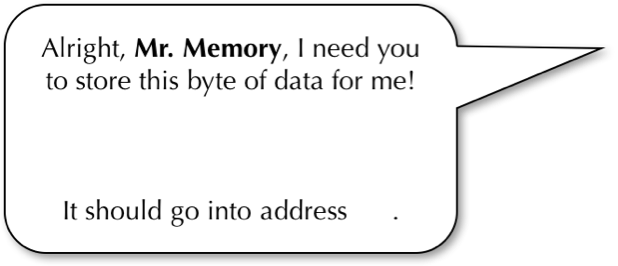 Alright, Mr. Memory, I need you
to store this byte of data for me!
It should go into address .